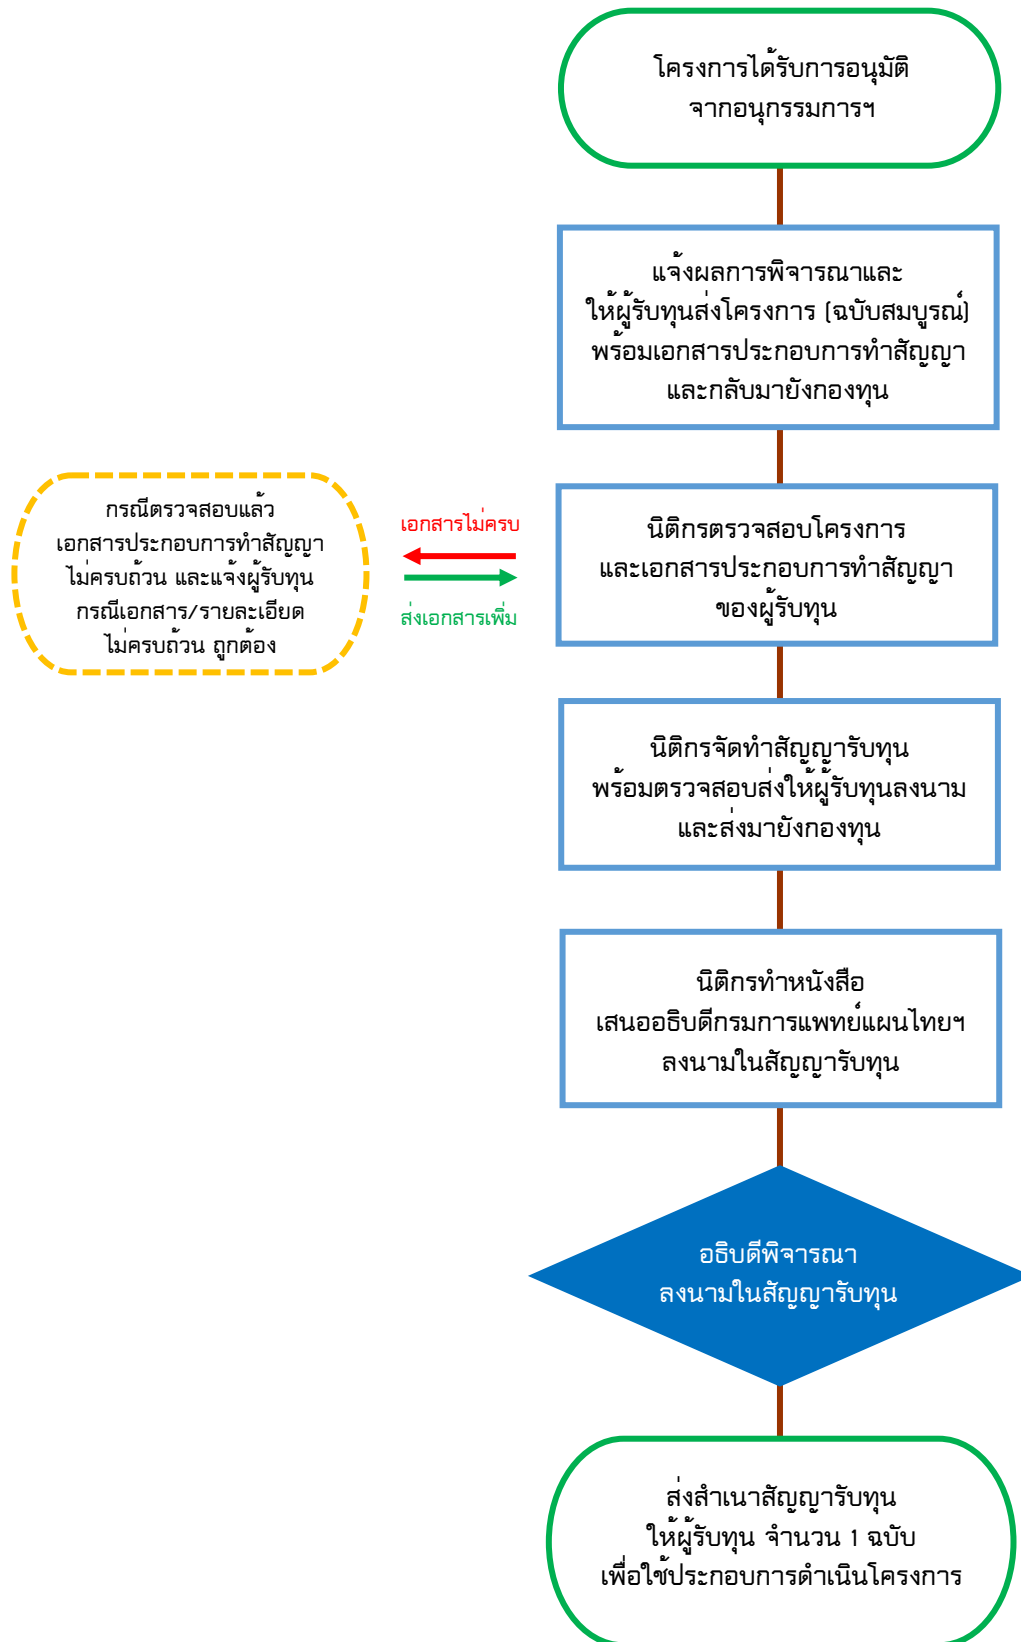 โครงการได้รับการอนุมัติ
จากอนุกรรมการฯ
แจ้งผลการพิจารณาและ
ให้ผู้รับทุนส่งโครงการ (ฉบับสมบูรณ์)
พร้อมเอกสารประกอบการทำสัญญา
และกลับมายังกองทุน
กรณีตรวจสอบแล้ว
เอกสารประกอบการทำสัญญา
ไม่ครบถ้วน และแจ้งผู้รับทุน
กรณีเอกสาร/รายละเอียด
ไม่ครบถ้วน ถูกต้อง
เอกสารไม่ครบ
ส่งเอกสารเพิ่ม
นิติกรตรวจสอบโครงการ
และเอกสารประกอบการทำสัญญา
ของผู้รับทุน
นิติกรจัดทำสัญญารับทุน
พร้อมตรวจสอบส่งให้ผู้รับทุนลงนาม
และส่งมายังกองทุน
นิติกรทำหนังสือ
เสนออธิบดีกรมการแพทย์แผนไทยฯ
ลงนามในสัญญารับทุน
อธิบดีพิจารณา
ลงนามในสัญญารับทุน
ส่งสำเนาสัญญารับทุน
ให้ผู้รับทุน จำนวน 1 ฉบับ
เพื่อใช้ประกอบการดำเนินโครงการ